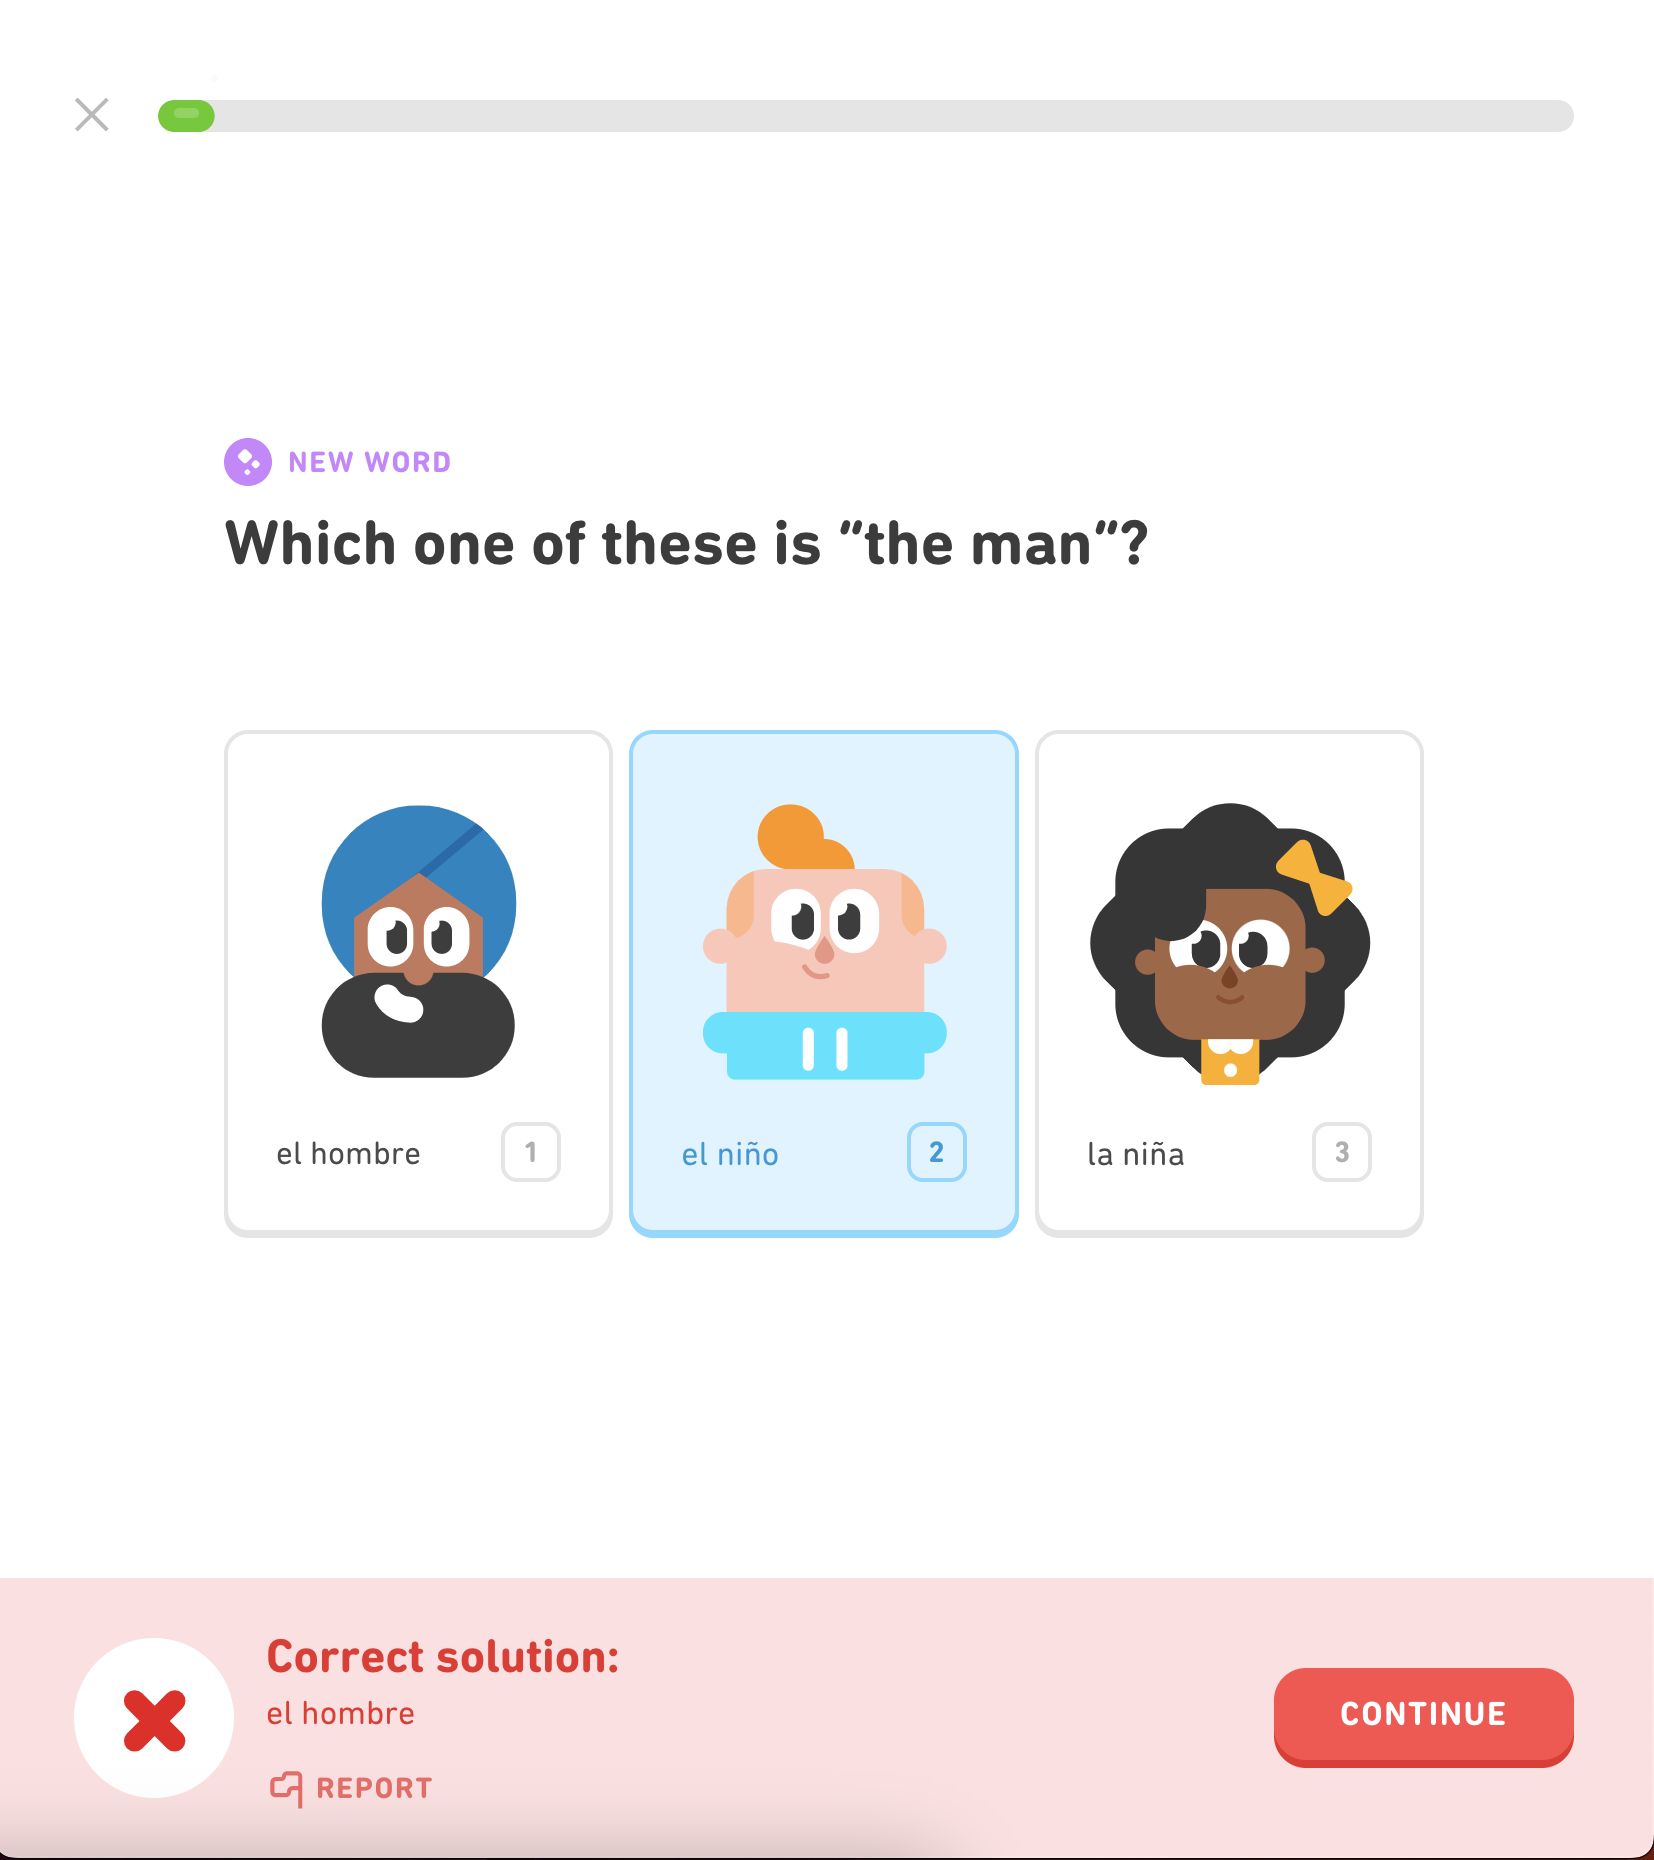 NEW WORD
Which one of these is "the man"?
el hombre
1
el niño
2
la niña
3
Correct solution:
el hombre
REPORT
CONTINUE